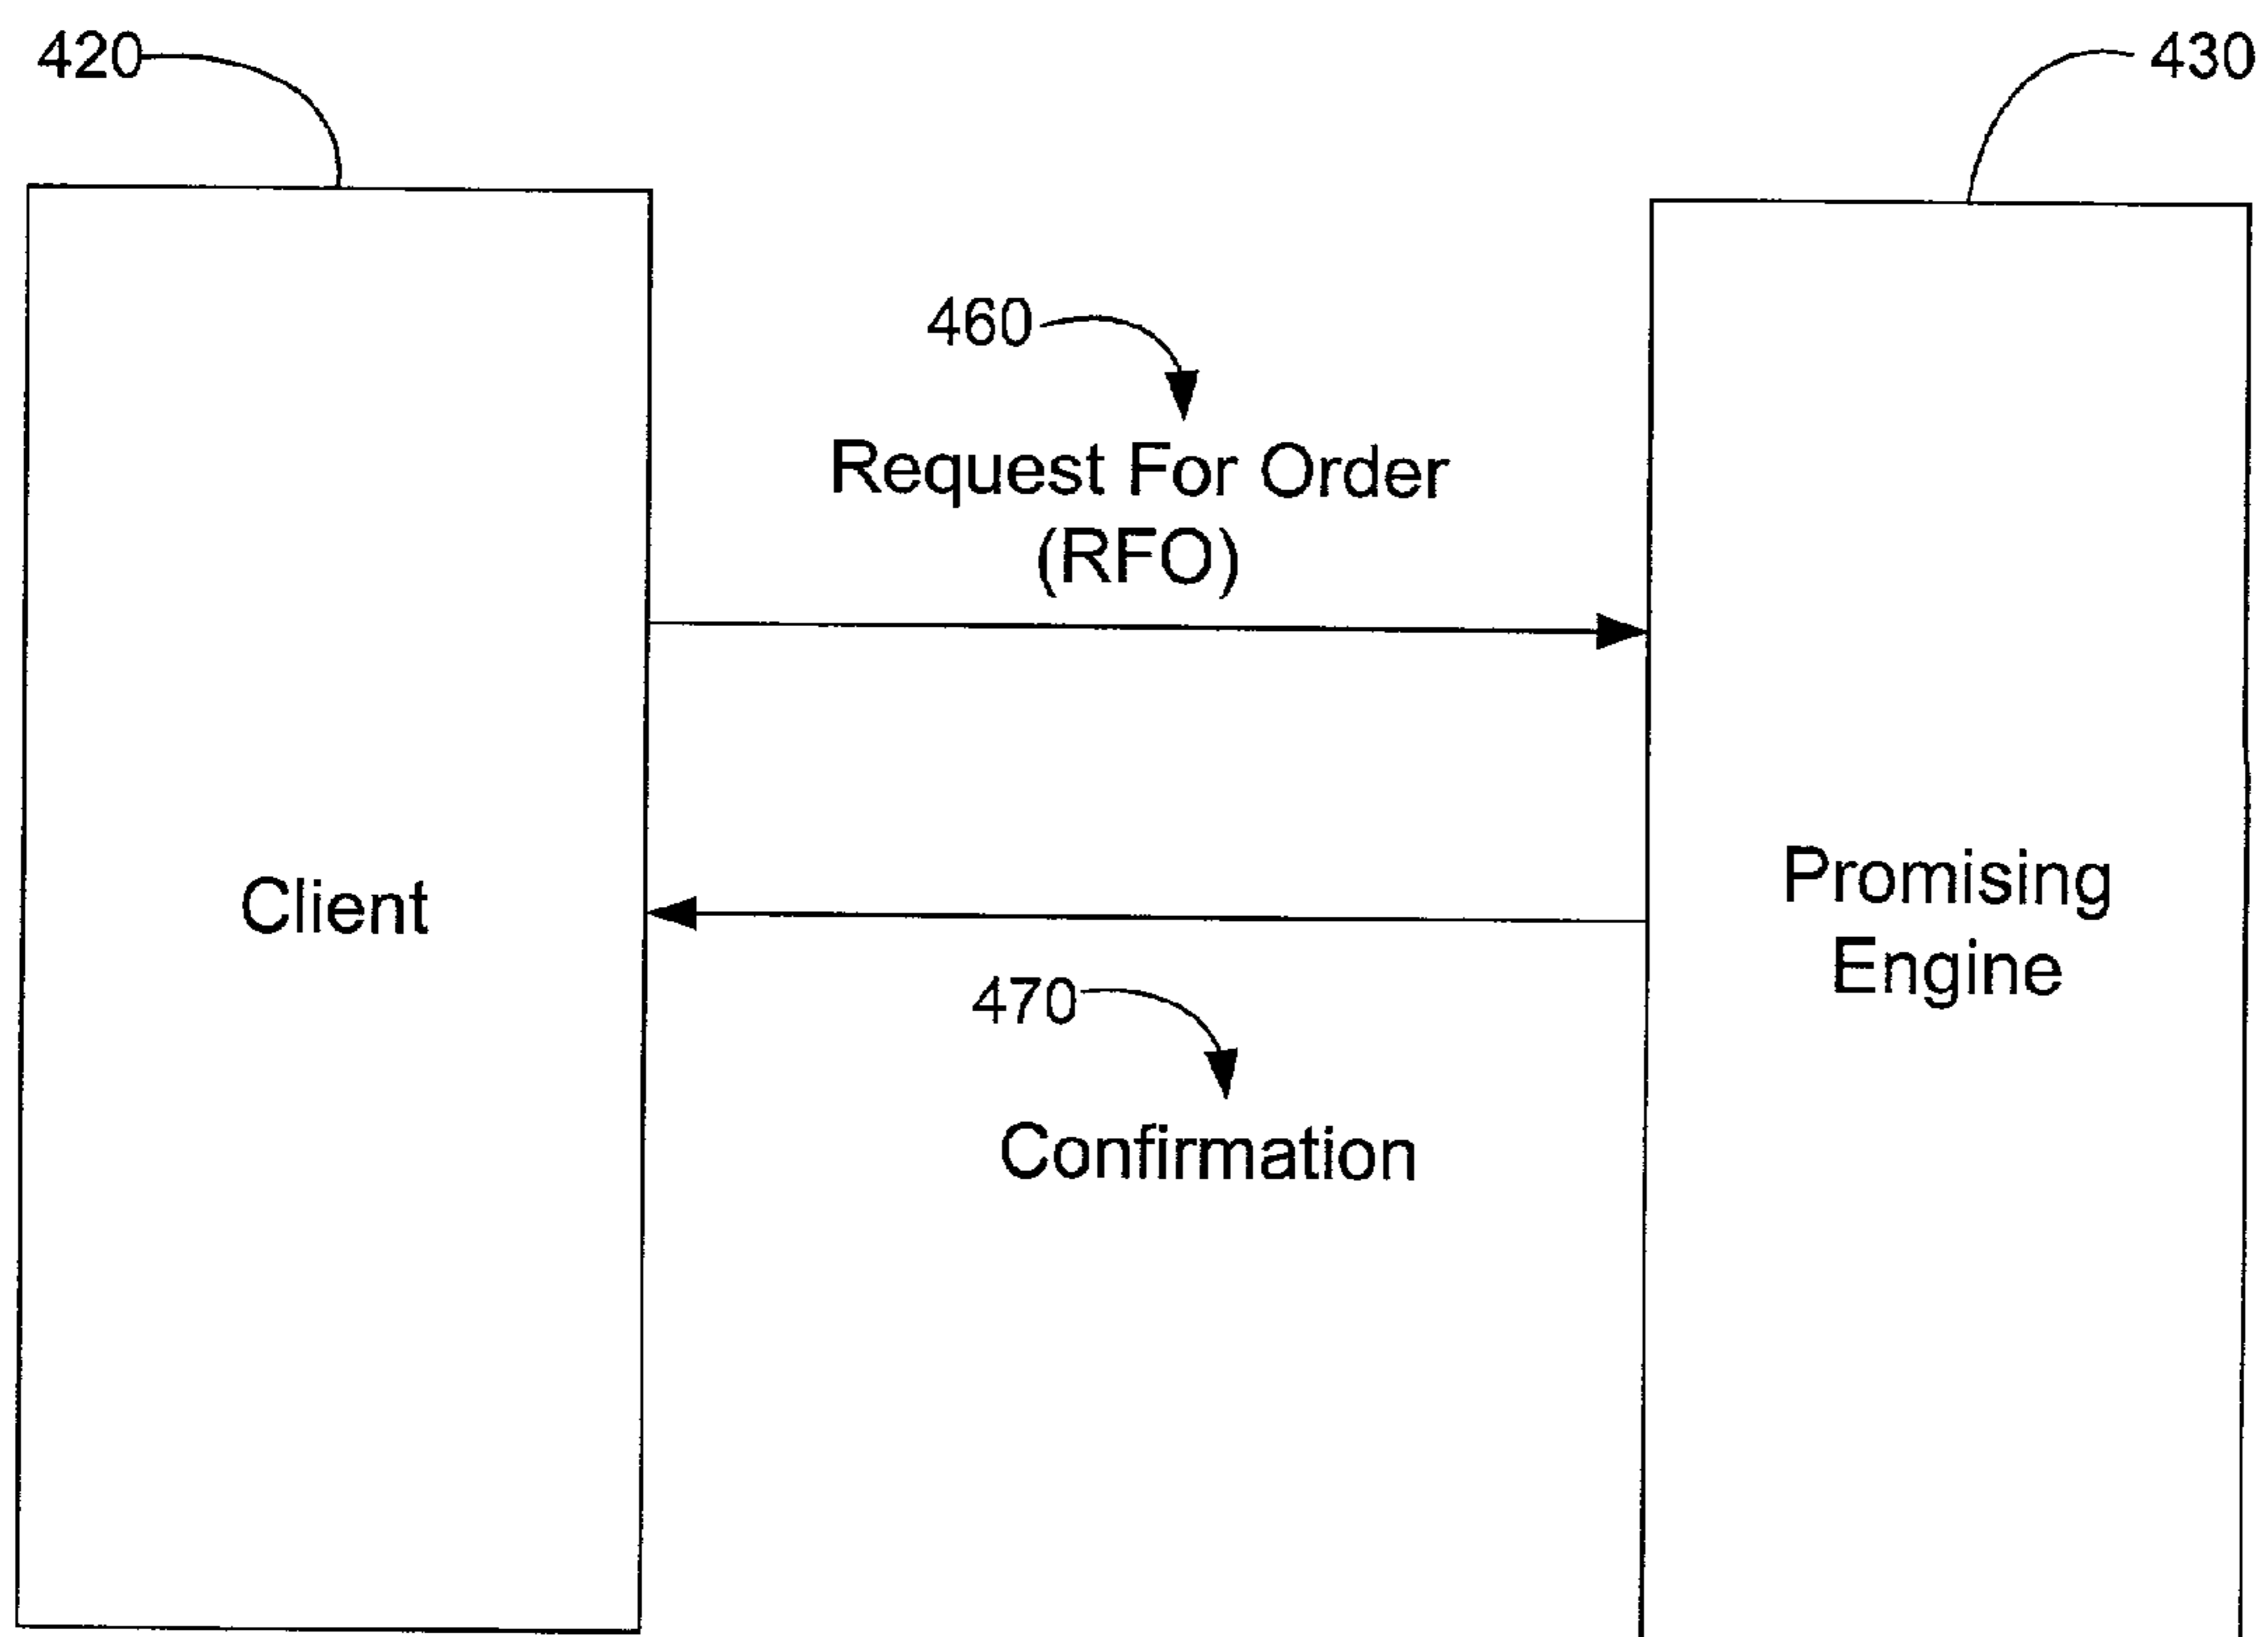 420
430
460
Request For Order
(RFO)
Client
Promising
Engine
470
Confirmation